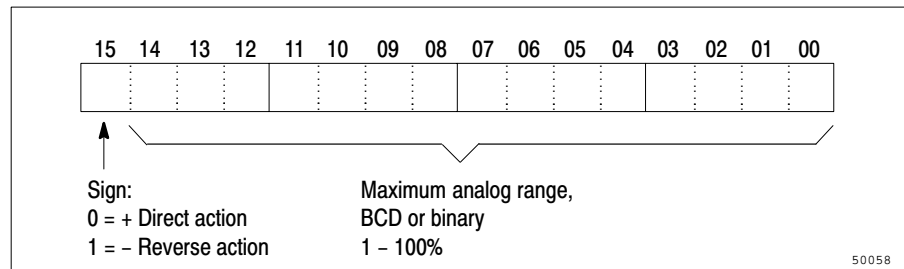 15 14 13 12 11 10 09 08 07 06 05 04 03 02 01 00
Sign:
0 = + Direct action
1 = – Reverse action
Maximum analog range,
BCD or binary
1 – 100%
50058